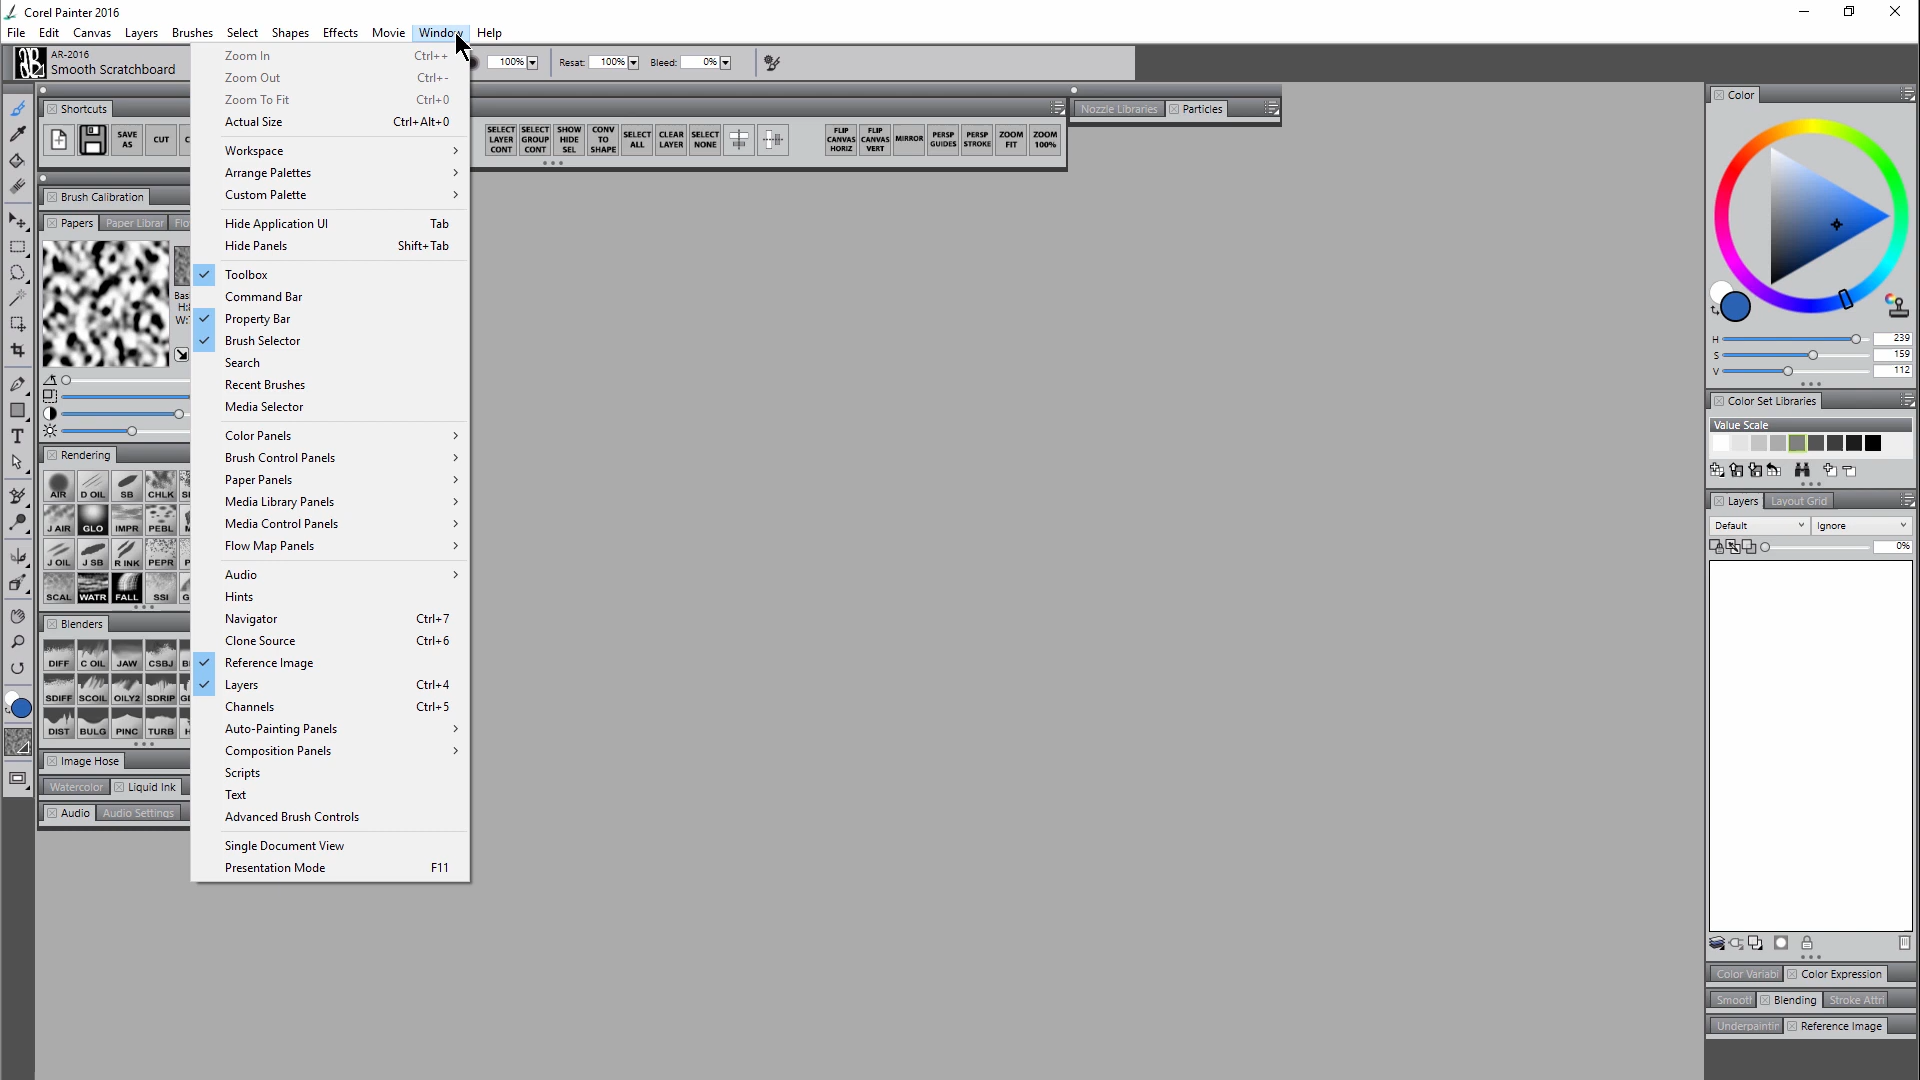 Corel Painter 2016
File Edit Canvas Layers Brushes Select Shapes Effects Movie Window Help
AR-2016
Smooth Scratchboard
100% Resat: 100% Bleed: 0%
Shortcuts
SAVE AS
CUT
SELECT LAYER CONT
SELECT GROUP CONT
SHOW HIDE SEL
CONV TO SHAPE
SELECT ALL
CLEAR LAYER
SELECT NONE
FLIP CANVAS HORIZ
FLIP CANVAS VERT
MIRROR
PERSP GUIDES
PERSP STROKE
ZOOM FIT
ZOOM 100%
Nozzle Libraries Particles
Brush Calibration
Papers Paper Librar Flo
Bas
H:
W:
Rendering
AIR D OIL SB CHLK
J AIR GLO IMPR PEBL
J OIL J SB R INK PEPR
SCAL WATR FALL SSI
Blenders
DIFF C OIL JAW CSBJ
SDIFF SCOIL OILY2 SDRIP
DIST BULG PINC TURB
Image Hose
Watercolor Liquid Ink
Audio Audio Settings
Zoom In Ctrl++
Zoom Out Ctrl+-
Zoom To Fit Ctrl+0
Actual Size Ctrl+Alt+0
Workspace
Arrange Palettes
Custom Palette
Hide Application UI Tab
Hide Panels Shift+Tab
Toolbox
Command Bar
Property Bar
Brush Selector
Search
Recent Brushes
Media Selector
Color Panels
Brush Control Panels
Paper Panels
Media Library Panels
Media Control Panels
Flow Map Panels
Audio
Hints
Navigator Ctrl+7
Clone Source Ctrl+6
Reference Image
Layers Ctrl+4
Channels Ctrl+5
Auto-Painting Panels
Composition Panels
Scripts
Text
Advanced Brush Controls
Single Document View
Presentation Mode F11
Color
H 239
S 159
V 112
Color Set Libraries
Value Scale
Layers Layout Grid
Default Ignore
0%
Color Variabl Color Expression
Smooth Blending Stroke Attri
Underpaintin Reference Image